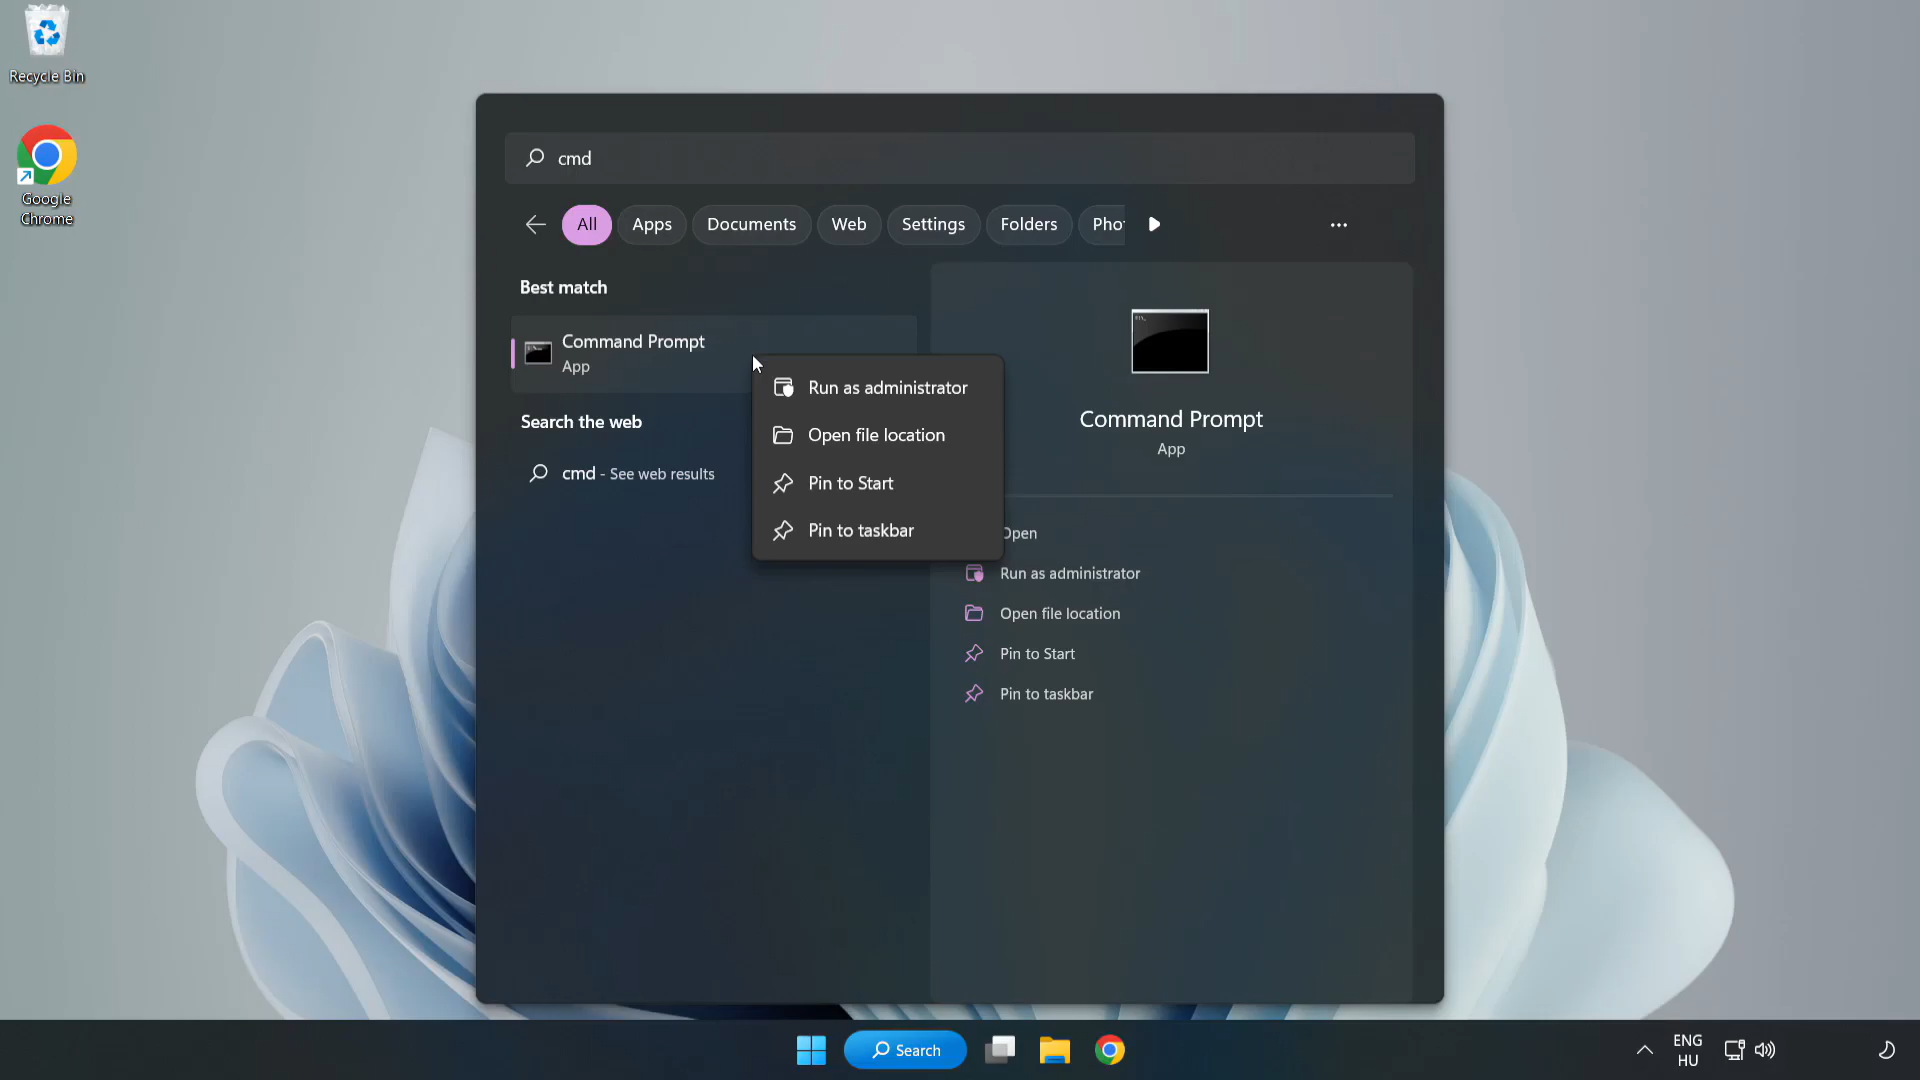 Recycle Bin
Google
Chrome
cmd
All
Apps
Documents
Web
Settings
Folders
Best match
Command Prompt
App
Search the web
cmd - See web results
Run as administrator
Open file location
Pin to Start
Pin to taskbar
Command Prompt
App
Open
Run as administrator
Open file location
Pin to Start
Pin to taskbar
Search
ENG
HU